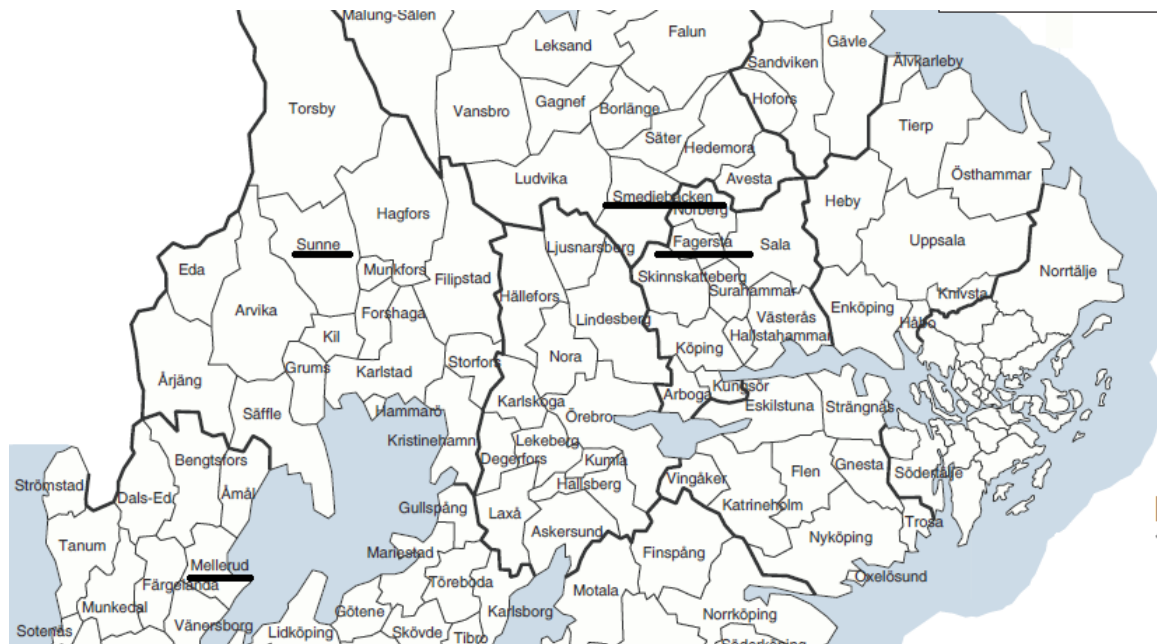 Malung-Sälen
Leksand
Falun
Gävle
Sandviken
Älvkarleby
Torsby
Vansbro
Gagnef
Borlänge
Hofors
Tierp
Säter
Hedemora
Östhammar
Ludvika
Avesta
Smedjebacken
Heby
Hagfors
Norberg
Uppsala
Sunne
Ljusnarsberg
Fagersta
Sala
Norrtälje
Eda
Munkfors
Filipstad
Skinnskatteberg
Surahammar
Knivsta
Hällefors
Enköping
Arvika
Forshaga
Lindesberg
Västerås
Håbo
Kil
Hallstahammar
Nora
Köping
Grums
Karlstad
Storfors
Årjäng
Kungsör
Arboga
Karlskoga
Eskilstuna
Strängnäs
Säffle
Hammarö
Örebro
Kristinehamn
Lekeberg
Bengtsfors
Degerfors
Kumla
Gnesta
Strömstad
Flen
Södertälje
Dals-Ed
Åmål
Hallsberg
Vingåker
Gullspång
Laxå
Katrineholm
Askersund
Trosa
Tanum
Nyköping
Mariestad
Finspång
Mellerud
Oxelösund
Färgelanda
Töreboda
Motala
Munkedal
Götene
Karlsborg
Norrköping
Vänersborg
Sotenäs
Lidköping
Skövde
Tibro
Söderköping